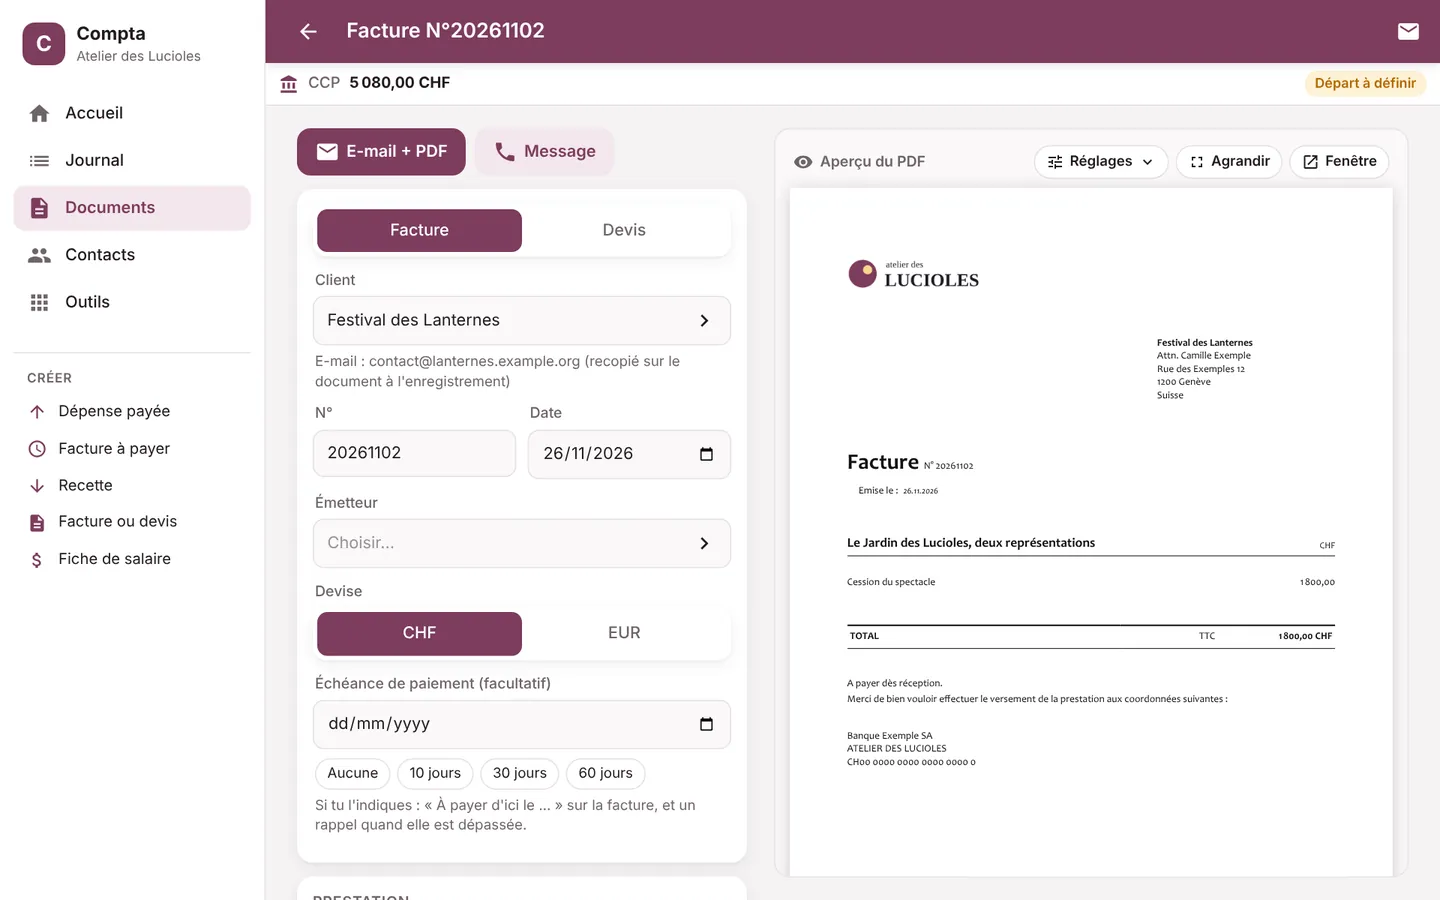 C
Compta
Atelier des Lucioles
Accueil
Journal
Documents
Contacts
Outils
CRÉER
Dépense payée
Facture à payer
Recette
Facture ou devis
Fiche de salaire
Facture N°20261102
CCP 5 080,00 CHF
Départ à définir
E-mail + PDF
Message
Facture
Devis
Client
Festival des Lanternes
E-mail : contact@lanternes.example.org (recopié sur le
document à l'enregistrement)
N°
Date
20261102
26/11/2026
Émetteur
Choisir...
Devise
CHF
EUR
Échéance de paiement (facultatif)
dd/mm/yyyy
Aucune
10 jours
30 jours
60 jours
Si tu l'indiques : « À payer d'ici le ... » sur la facture, et un
rappel quand elle est dépassée.
PRESTATION
Aperçu du PDF
Réglages
Agrandir
Fenêtre
atelier des
LUCIOLES
Festival des Lanternes
Attn. Camille Exemple
Rue des Exemples 12
1200 Genève
Suisse
Facture N° 20261102
Emise le : 26.11.2026
Le Jardin des Lucioles, deux représentations
CHF
Cession du spectacle
1800,00
TOTAL
TTC
1800,00 CHF
A payer dès réception.
Merci de bien vouloir effectuer le versement de la prestation aux coordonnées suivantes :
Banque Exemple SA
ATELIER DES LUCIOLES
CH00 0000 0000 0000 0000 0